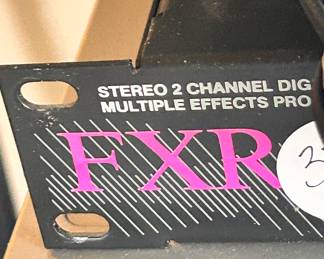 STEREO 2 CHANNEL DIG
MULTIPLE EFFECTS PRO
FXR